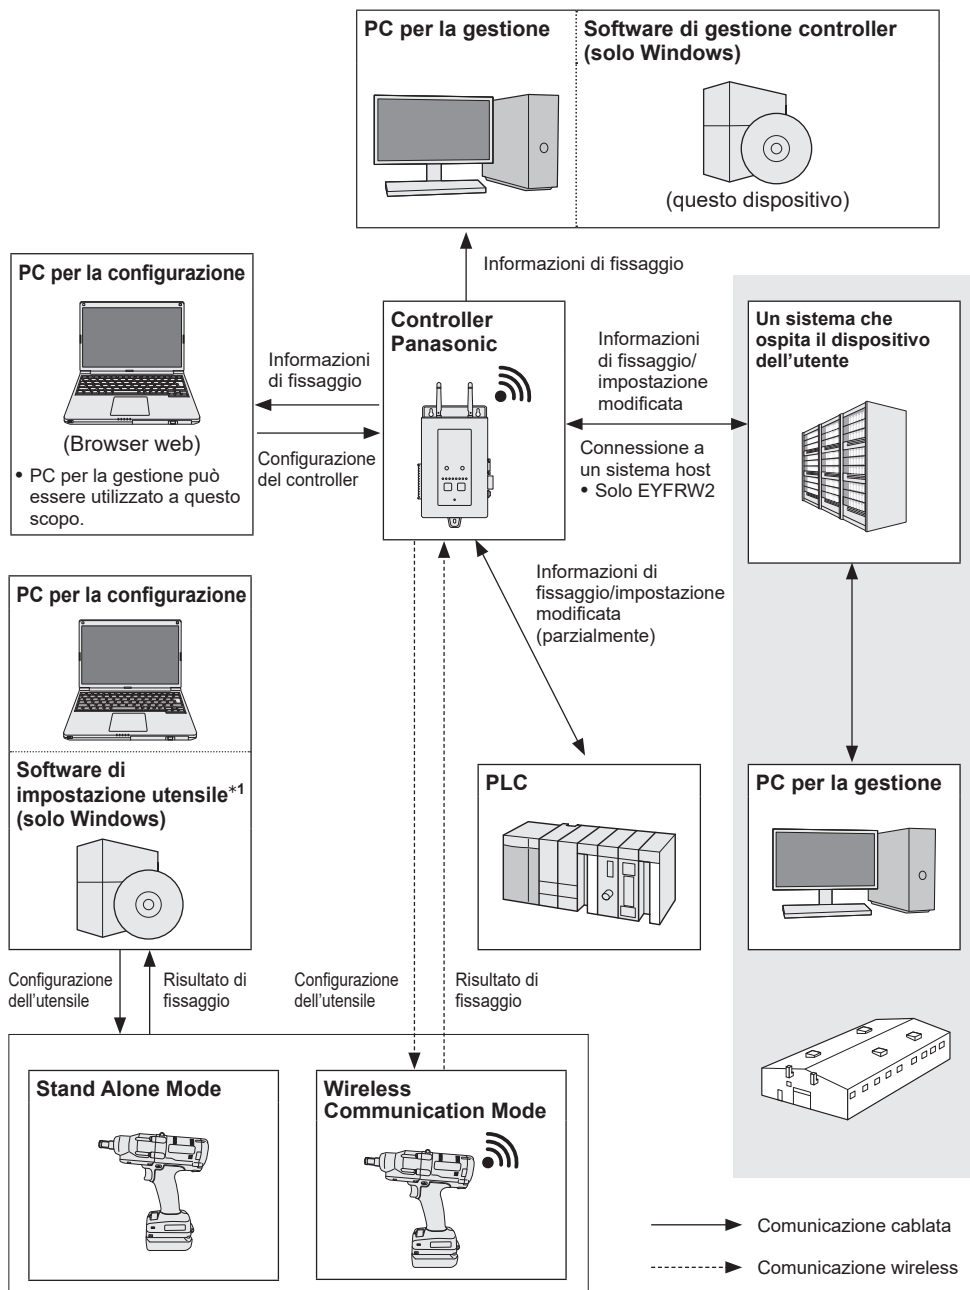 PC per la gestione
Software di gestione controller
(solo Windows)
(questo dispositivo)
Informazioni di fissaggio
PC per la configurazione
(Browser web)
• PC per la gestione può
essere utilizzato a questo
scopo.
Informazioni
di fissaggio
Configurazione
del controller
Controller
Panasonic
Informazioni
di fissaggio/
impostazione
modificata
Connessione a
un sistema host
• Solo EYFRW2
Un sistema che
ospita il dispositivo
dell'utente
Informazioni di
fissaggio/impostazione
modificata
(parzialmente)
PC per la configurazione
Software di
impostazione utensile*1
(solo Windows)
PLC
PC per la gestione
Configurazione
dell'utensile
Risultato di
fissaggio
Configurazione
dell'utensile
Risultato di
fissaggio
Stand Alone Mode
Wireless
Communication Mode
Comunicazione cablata
Comunicazione wireless